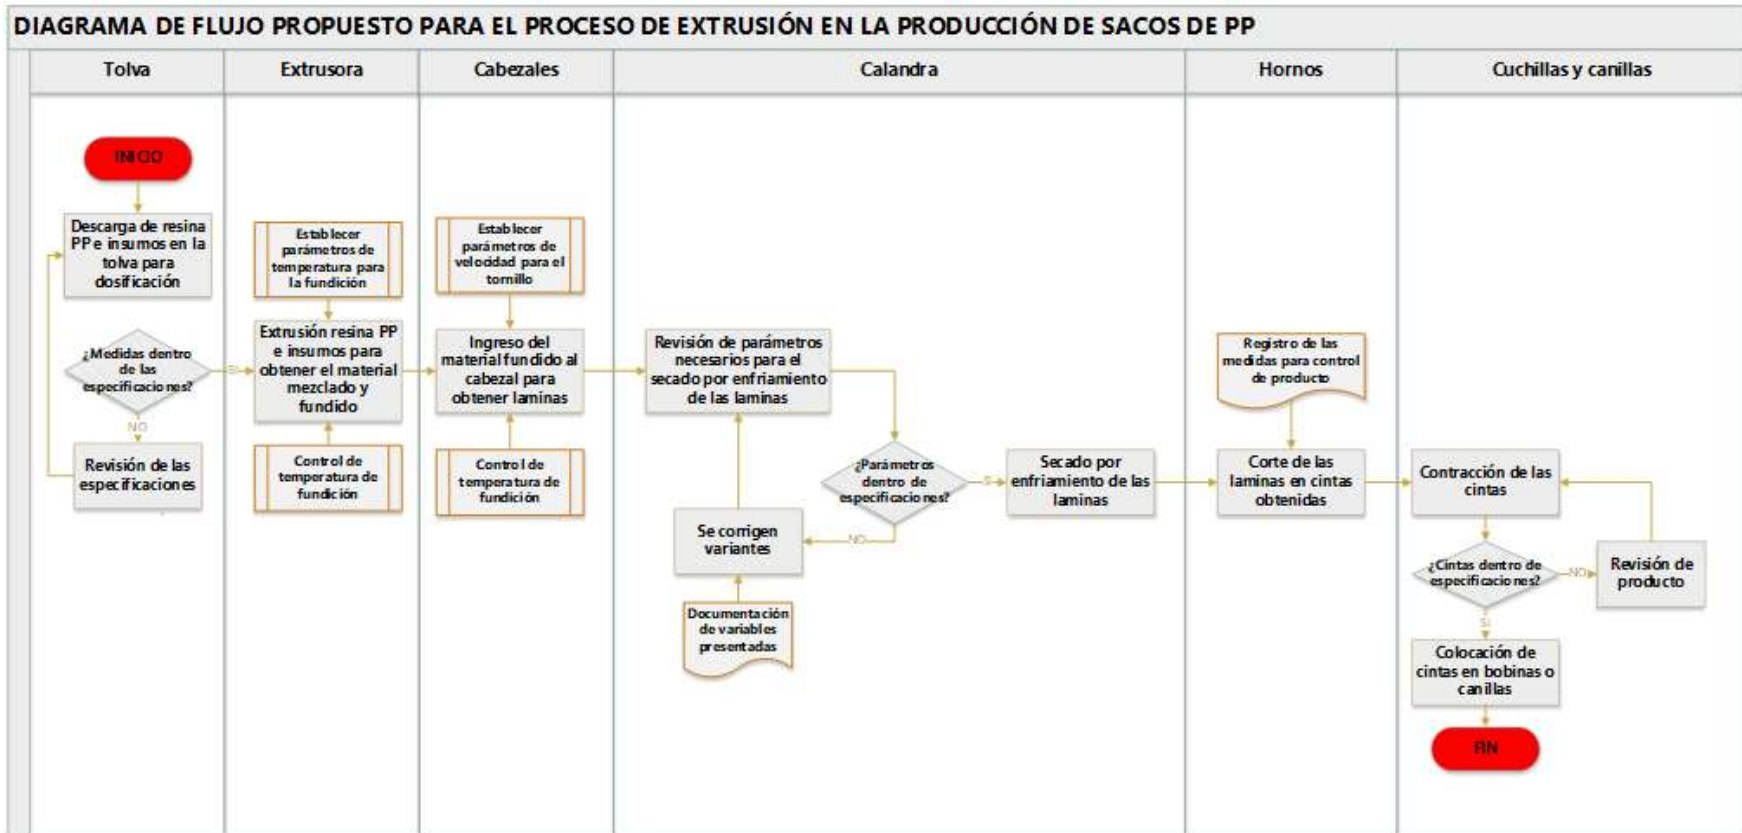 DIAGRAMA DE FLUJO PROPUESTO PARA EL PROCESO DE EXTRUSIÓN EN LA PRODUCCIÓN DE SACOS DE PP
Tolva
Extrusora
Cabezales
Calandra
Hornos
Cuchillas y canillas
INICIO
Descarga de resina
PP e insumos en la
tolva para
dosificación
¿Medidas dentro
de las
especificaciones?
SI
NO
Revisión de las
especificaciones
Establecer
parámetros de
temperatura para
la fundición
Extrusión resina PP
e insumos para
obtener el material
mezclado y
fundido
Control de
temperatura de
fundición
Establecer
parámetros de
velocidad para el
tornillo
Ingreso del
material fundido al
cabezal para
obtener laminas
Control de
temperatura de
fundición
Revisión de parámetros
necesarios para el
secado por enfriamiento
de las laminas
¿Parámetros
dentro de
especificaciones?
SI
NO
Se corrigen
variantes
Documentación
de variables
presentadas
Secado por
enfriamiento de las
laminas
Registro de las
medidas para control
de producto
Corte de las
laminas en cintas
obtenidas
Contracción de las
cintas
¿Cintas dentro de
especificaciones?
NO
Revisión de
producto
SI
Colocación de
cintas en bobinas o
canillas
FIN